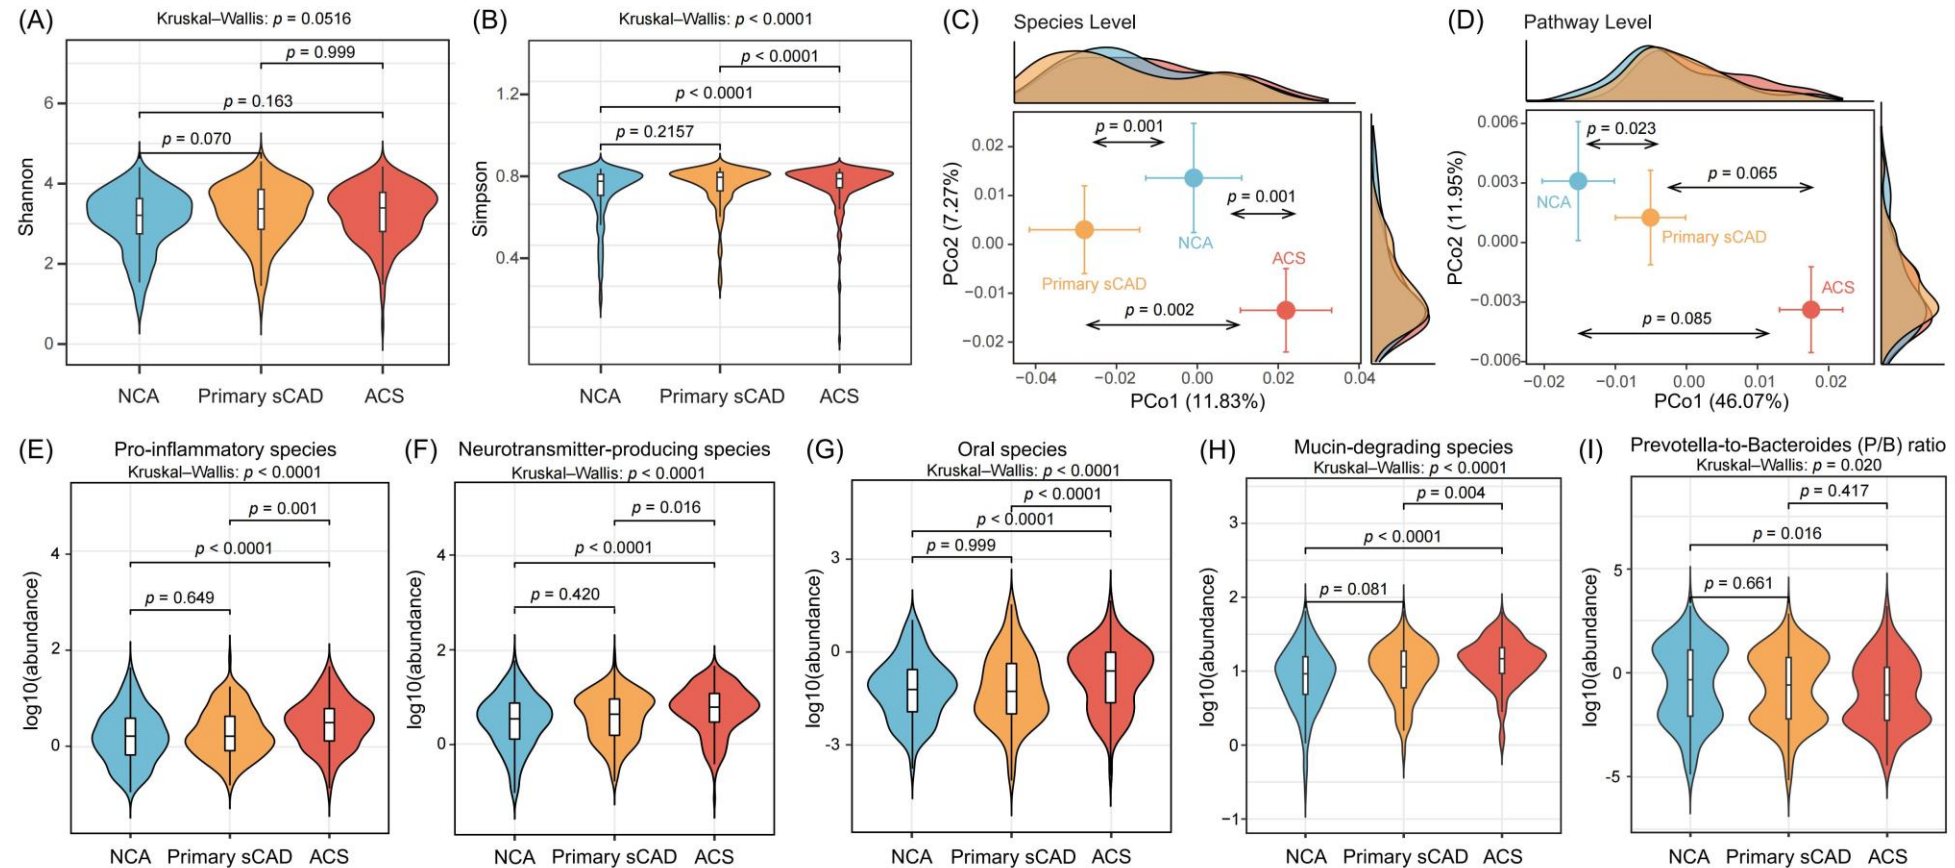 (A)
Kruskal–Wallis: p = 0.0516
p = 0.999
p = 0.163
p = 0.070
Shannon
6
4
2
0
NCA
Primary sCAD
ACS
(B)
Kruskal–Wallis: p < 0.0001
p < 0.0001
p < 0.0001
p = 0.2157
Simpson
1.2
0.8
0.4
NCA
Primary sCAD
ACS
(C)
Species Level
p = 0.001
p = 0.001
p = 0.002
NCA
Primary sCAD
ACS
PCo2 (7.27%)
0.02
0.01
0.00
−0.01
−0.02
−0.04
−0.02
0.00
0.02
0.04
PCo1 (11.83%)
(D)
Pathway Level
p = 0.023
p = 0.065
p = 0.085
NCA
Primary sCAD
ACS
PCo2 (11.95%)
0.006
0.003
0.000
−0.003
−0.006
−0.02
−0.01
0.00
0.01
0.02
PCo1 (46.07%)
(E)
Pro-inflammatory species
Kruskal–Wallis: p < 0.0001
p = 0.001
p < 0.0001
p = 0.649
log10(abundance)
4
2
0
NCA
Primary sCAD
ACS
(F)
Neurotransmitter-producing species
Kruskal–Wallis: p < 0.0001
p = 0.016
p < 0.0001
p = 0.420
log10(abundance)
4
2
0
NCA
Primary sCAD
ACS
(G)
Oral species
Kruskal–Wallis: p < 0.0001
p < 0.0001
p < 0.0001
p = 0.999
log10(abundance)
3
0
-3
NCA
Primary sCAD
ACS
(H)
Mucin-degrading species
Kruskal–Wallis: p < 0.0001
p = 0.004
p < 0.0001
p = 0.081
log10(abundance)
3
2
1
0
−1
NCA
Primary sCAD
ACS
(I)
Prevotella-to-Bacteroides (P/B) ratio
Kruskal–Wallis: p = 0.020
p = 0.417
p = 0.016
p = 0.661
log10(abundance)
5
0
-5
NCA
Primary sCAD
ACS